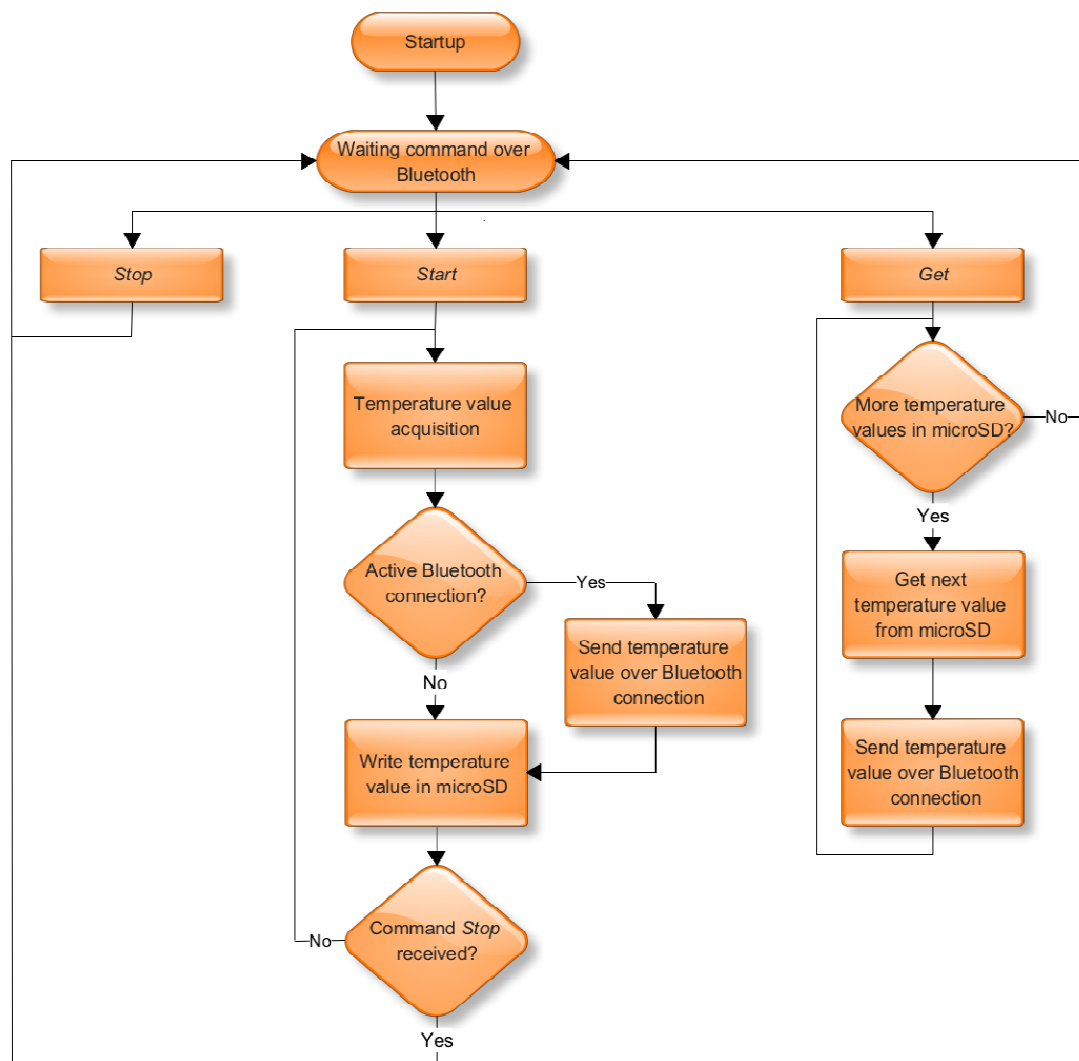 Startup
Waiting command over
Bluetooth
Stop
Start
Get
Temperature value
acquisition
More temperature
values in microSD?
No
Yes
Active Bluetooth
connection?
Yes
No
Get next
temperature value
from microSD
Send temperature
value over Bluetooth
connection
Write temperature
value in microSD
Send temperature
value over Bluetooth
connection
Command Stop
received?
No
Yes